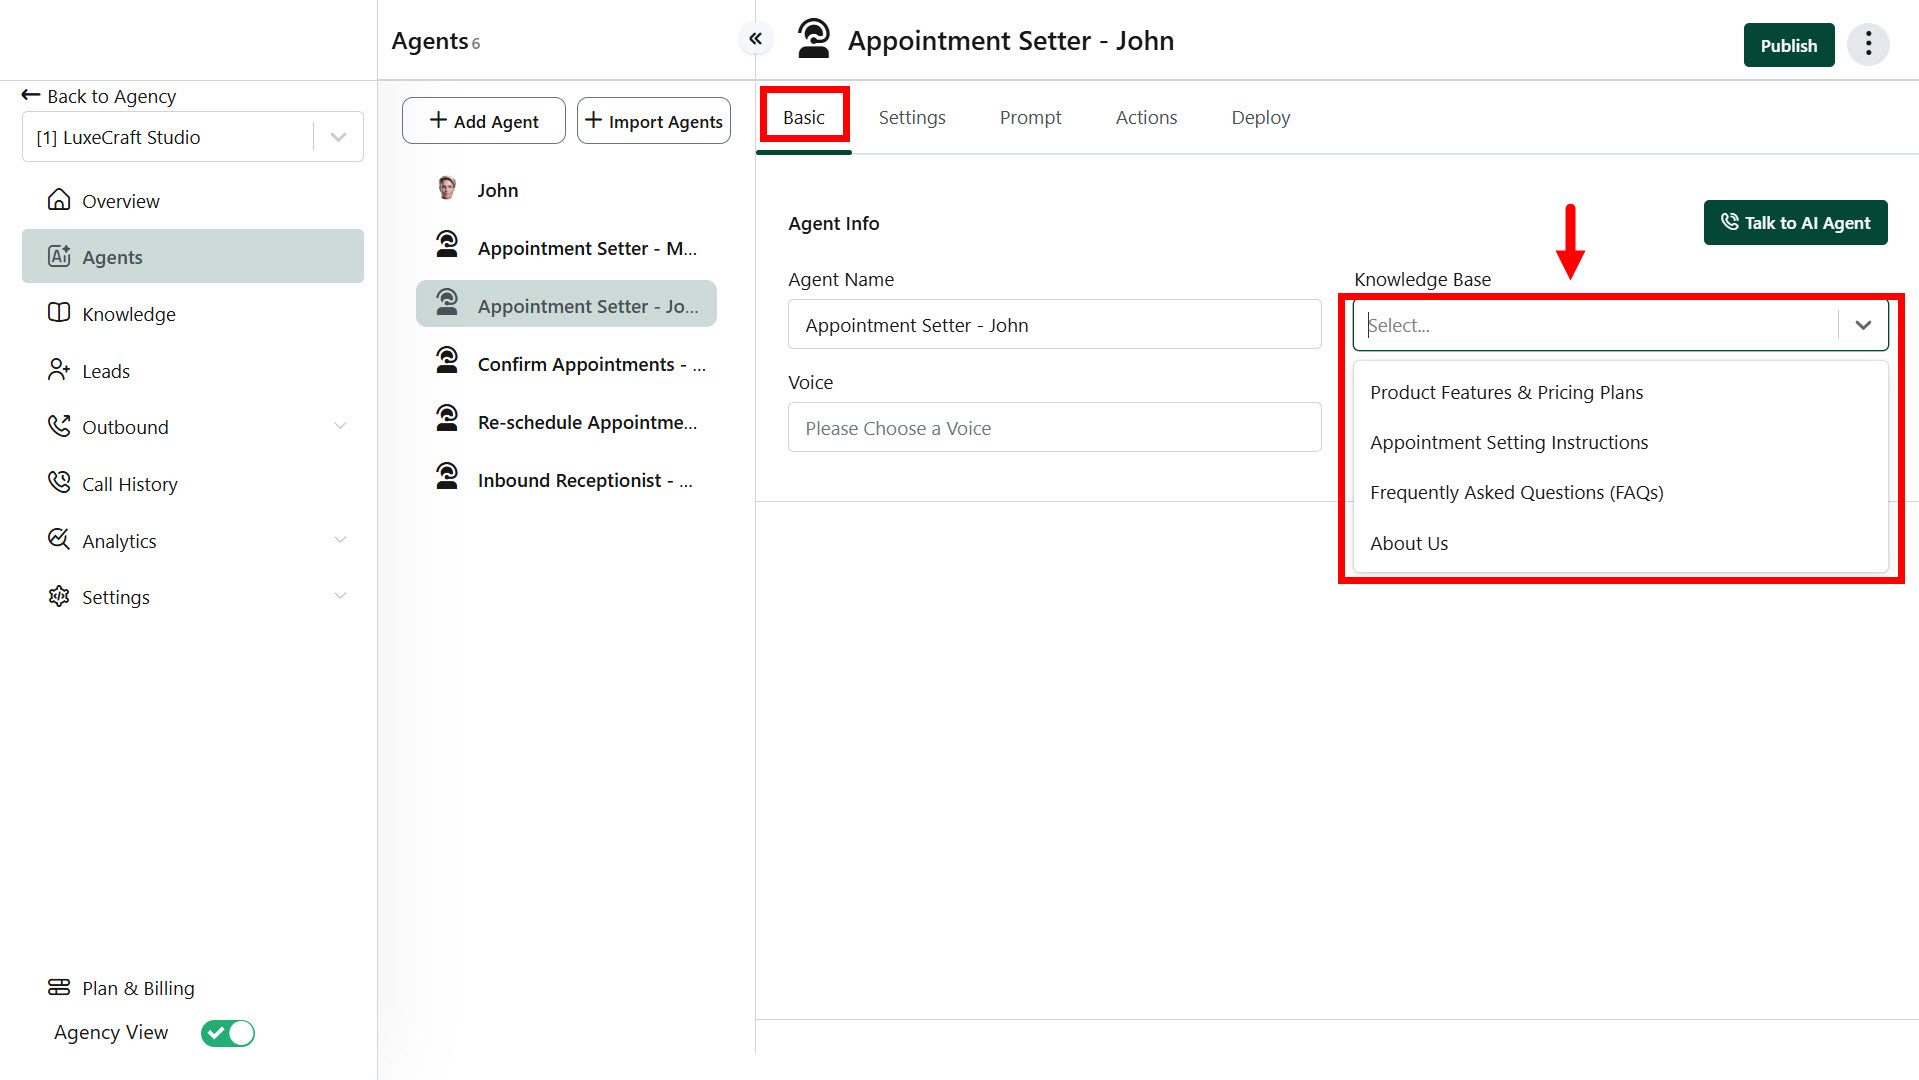 Agents 6
Appointment Setter - John
Publish
Back to Agency
[1] LuxeCraft Studio
Overview
Agents
Knowledge
Leads
Outbound
Call History
Analytics
Settings
Plan & Billing
Agency View
Add Agent
Import Agents
John
Appointment Setter - M...
Appointment Setter - Jo...
Confirm Appointments - ...
Re-schedule Appointme...
Inbound Receptionist - ...
Basic
Settings
Prompt
Actions
Deploy
Agent Info
Talk to AI Agent
Agent Name
Appointment Setter - John
Voice
Please Choose a Voice
Knowledge Base
Select...
Product Features & Pricing Plans
Appointment Setting Instructions
Frequently Asked Questions (FAQs)
About Us